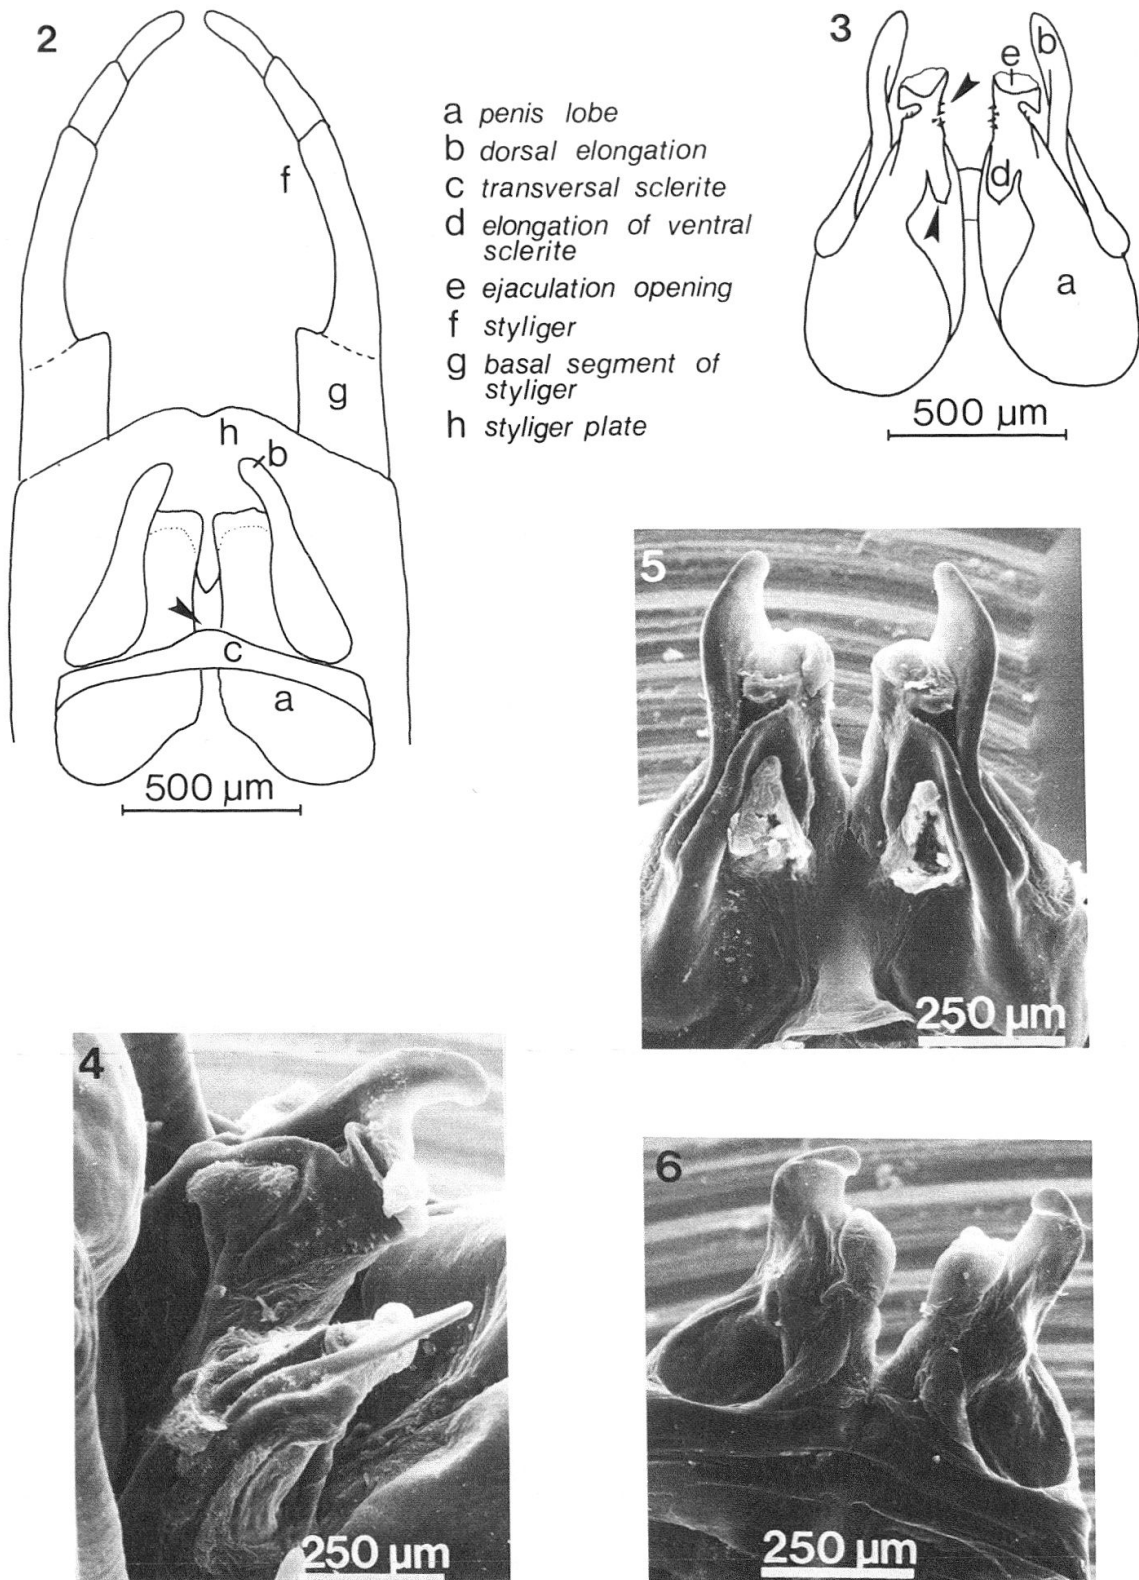 2
f
g
h
b
c
a
500 µm
a penis lobe
b dorsal elongation
c transversal sclerite
d elongation of ventral
sclerite
e ejaculation opening
f styliger
g basal segment of
styliger
h styliger plate
3
b
e
d
a
500 µm
5
250 µm
4
250 µm
6
250 µm